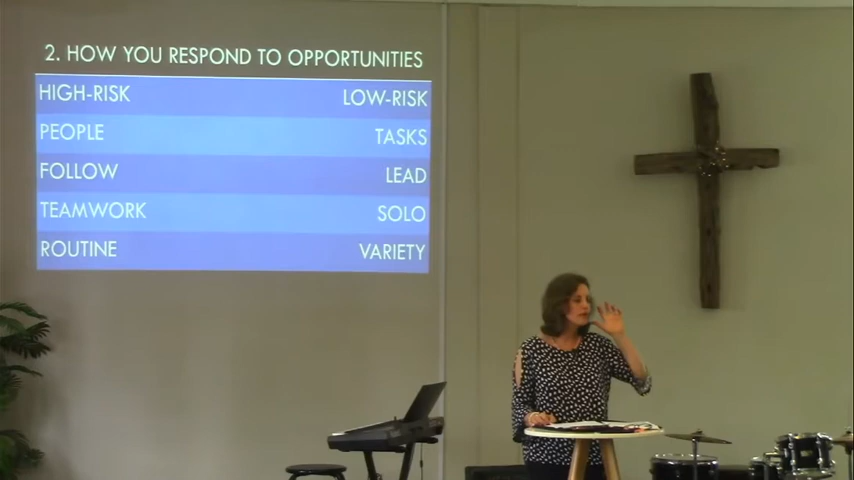 2. HOW YOU RESPOND TO OPPORTUNITIES
HIGH-RISK LOW-RISK
PEOPLE TASKS
FOLLOW LEAD
TEAMWORK SOLO
ROUTINE VARIETY